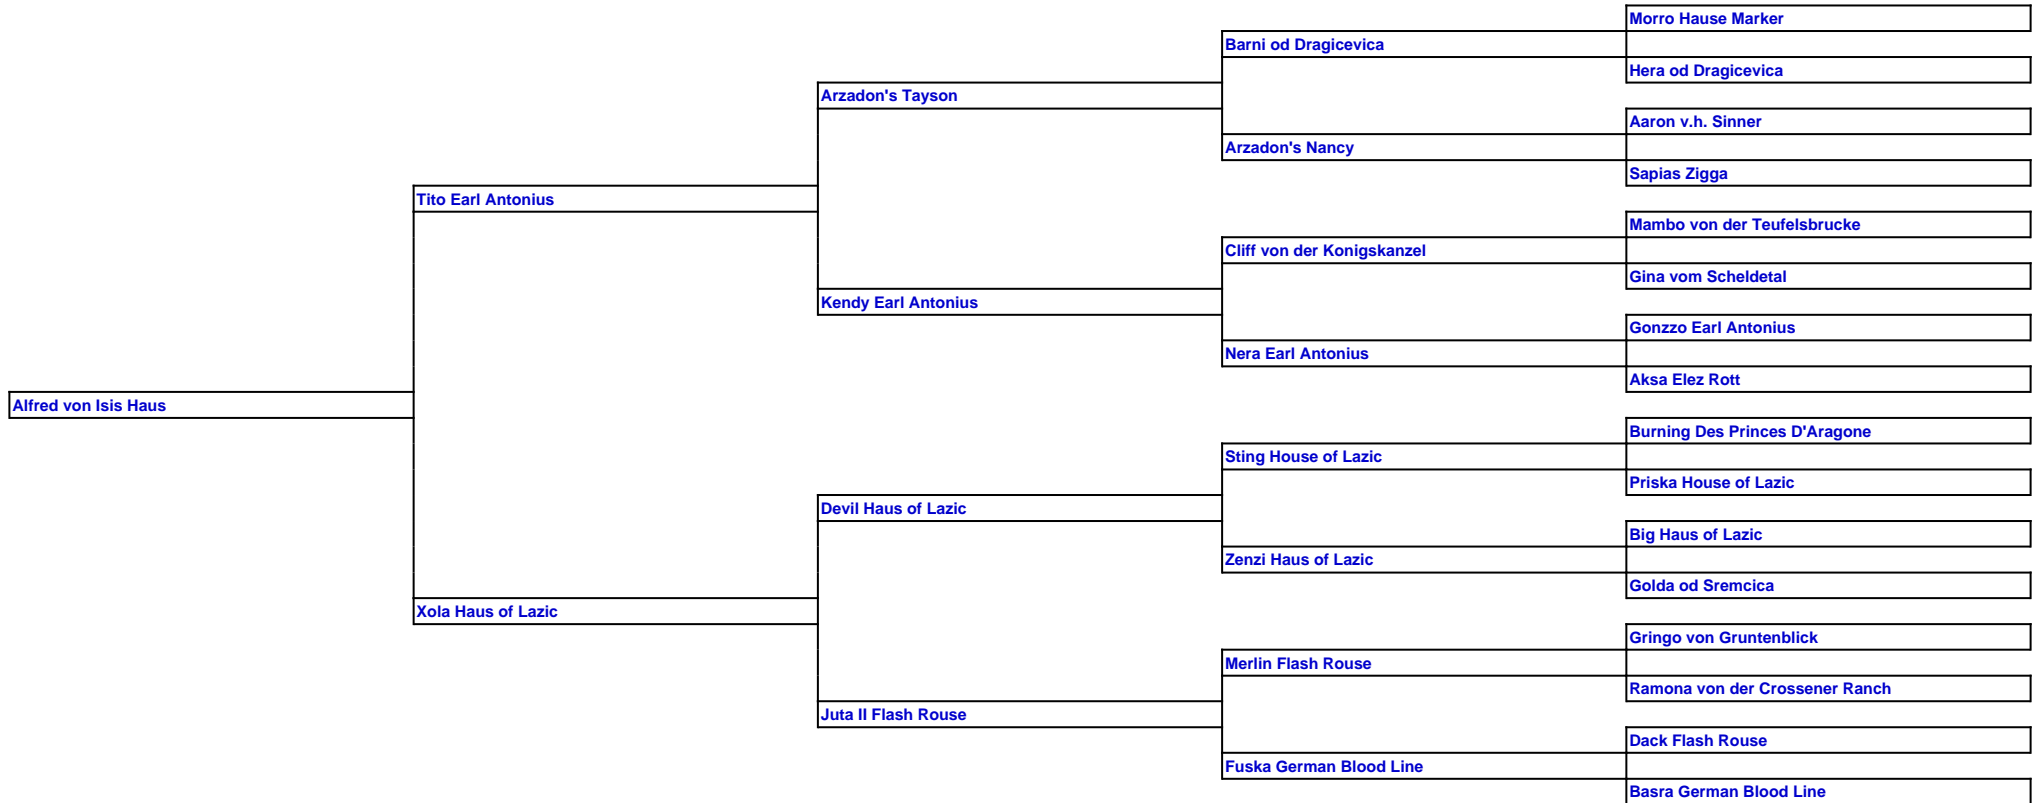 Morro Hause Marker
Barni od Dragicevica
Hera od Dragicevica
Arzadon's Tayson
Aaron v.h. Sinner
Arzadon's Nancy
Sapias Zigga
Tito Earl Antonius
Mambo von der Teufelsbrucke
Cliff von der Konigskanzel
Gina vom Scheldetal
Kendy Earl Antonius
Gonzzo Earl Antonius
Nera Earl Antonius
Aksa Elez Rott
Alfred von Isis Haus
Burning Des Princes D'Aragone
Sting House of Lazic
Priska House of Lazic
Devil Haus of Lazic
Big Haus of Lazic
Zenzi Haus of Lazic
Golda od Sremcica
Xola Haus of Lazic
Gringo von Gruntenblick
Merlin Flash Rouse
Ramona von der Crossener Ranch
Juta II Flash Rouse
Dack Flash Rouse
Fuska German Blood Line
Basra German Blood Line